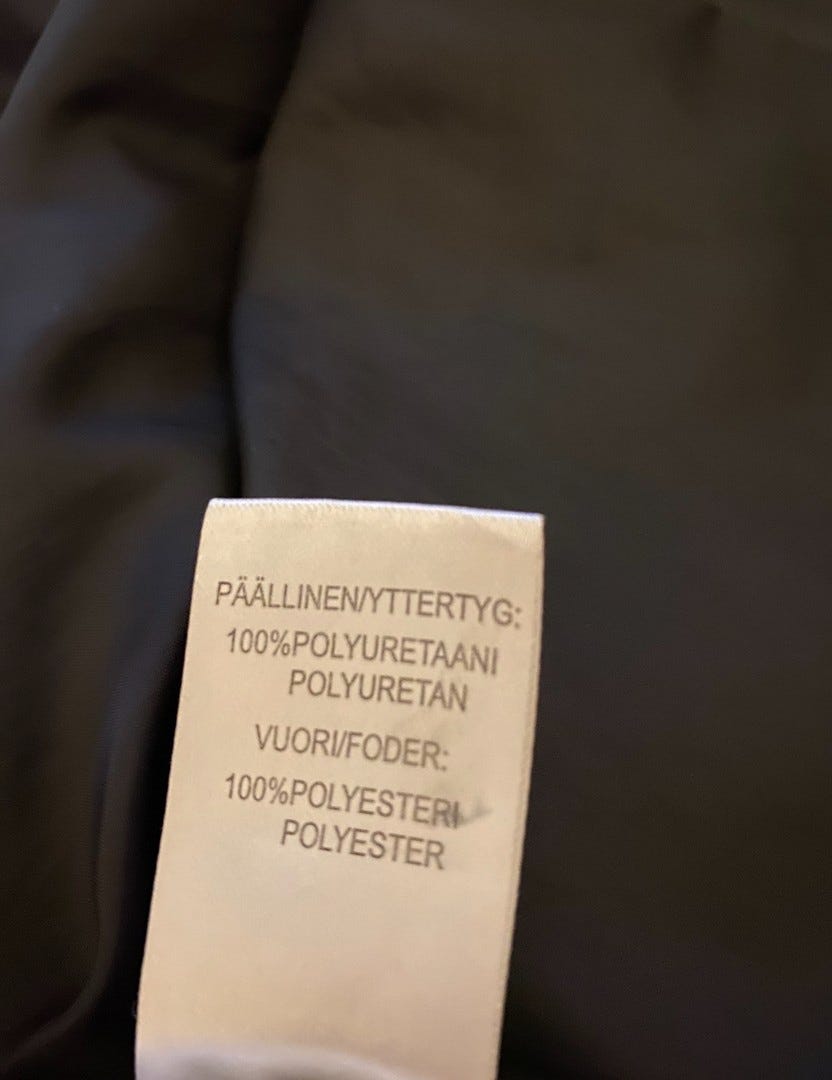 PÄÄLLINEN/YTTERTYG:
100%POLYURETAANI
POLYURETAN
VUORI/FODER:
100%POLYESTERI
POLYESTER